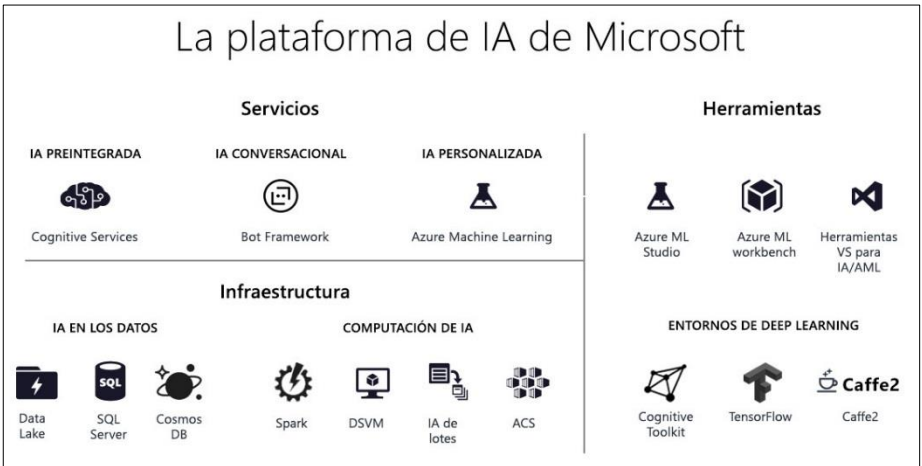 La plataforma de IA de Microsoft
Servicios
IA PREINTEGRADA
Cognitive Services
IA CONVERSACIONAL
Bot Framework
IA PERSONALIZADA
Azure Machine Learning
Infraestructura
IA EN LOS DATOS
Data
Lake
SQL
SQL
Server
Cosmos
DB
COMPUTACIÓN DE IA
Spark
DSVM
IA de
lotes
ACS
Herramientas
Azure ML
Studio
Azure ML
workbench
Herramientas
VS para
IA/AML
ENTORNOS DE DEEP LEARNING
Cognitive
Toolkit
TensorFlow
Caffe2
Caffe2